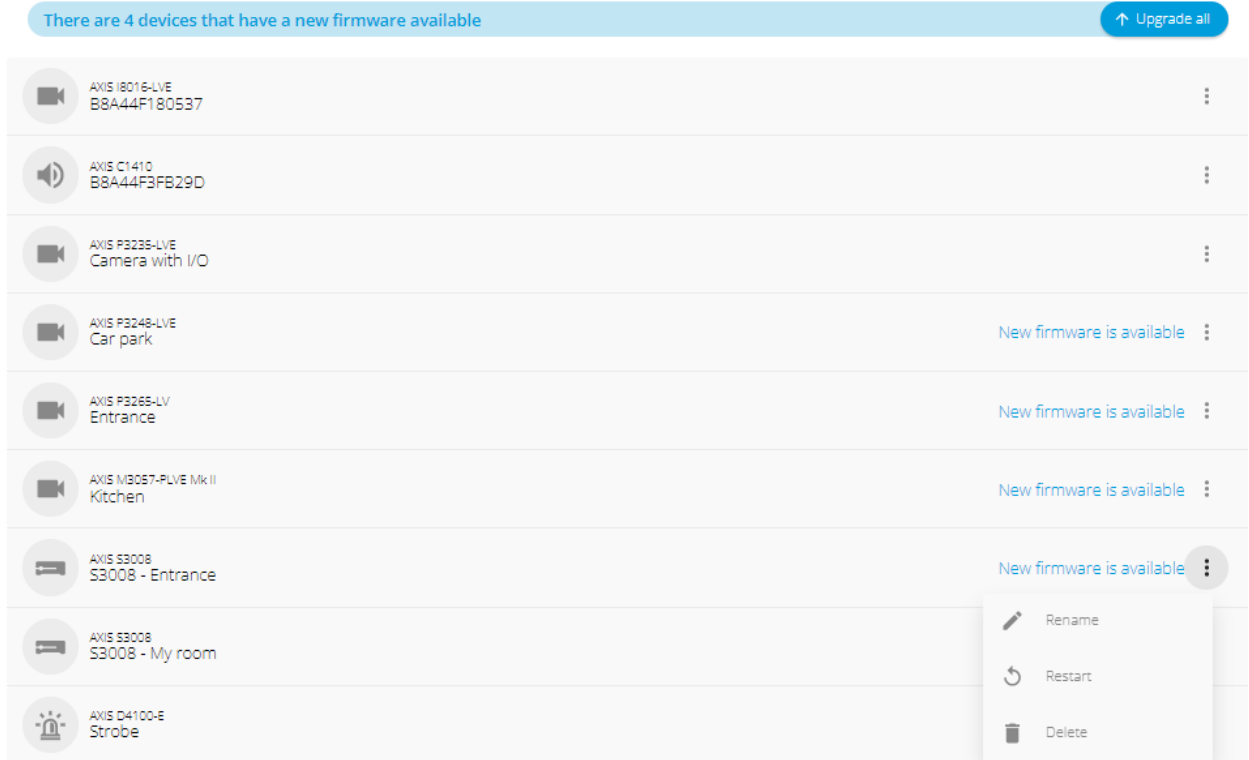 There are 4 devices that have a new firmware available
Upgrade all
AXIS I8016-LVE
B8A44F180537
AXIS C1410
B8A44F3FB29D
AXIS P3235-LVE
Camera with I/O
AXIS P3248-LVE
Car park
New firmware is available
AXIS P3265-LV
Entrance
New firmware is available
AXIS M3057-PLVE Mk II
Kitchen
New firmware is available
AXIS S3008
S3008 - Entrance
New firmware is available
Rename
AXIS S3008
S3008 - My room
Restart
AXIS D4100-E
Strobe
Delete